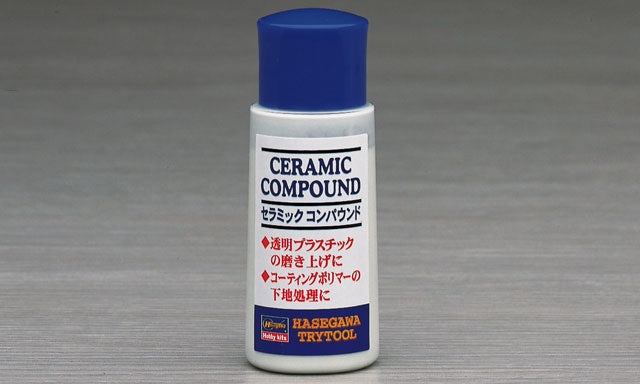 CERAMIC
COMPOUND
セラミック コンパウンド
◆透明プラスチック
の磨き上げに
◆コーティングポリマーの
下地処理に
Hasegawa
Hobby kits
HASEGAWA
TRYTOOL